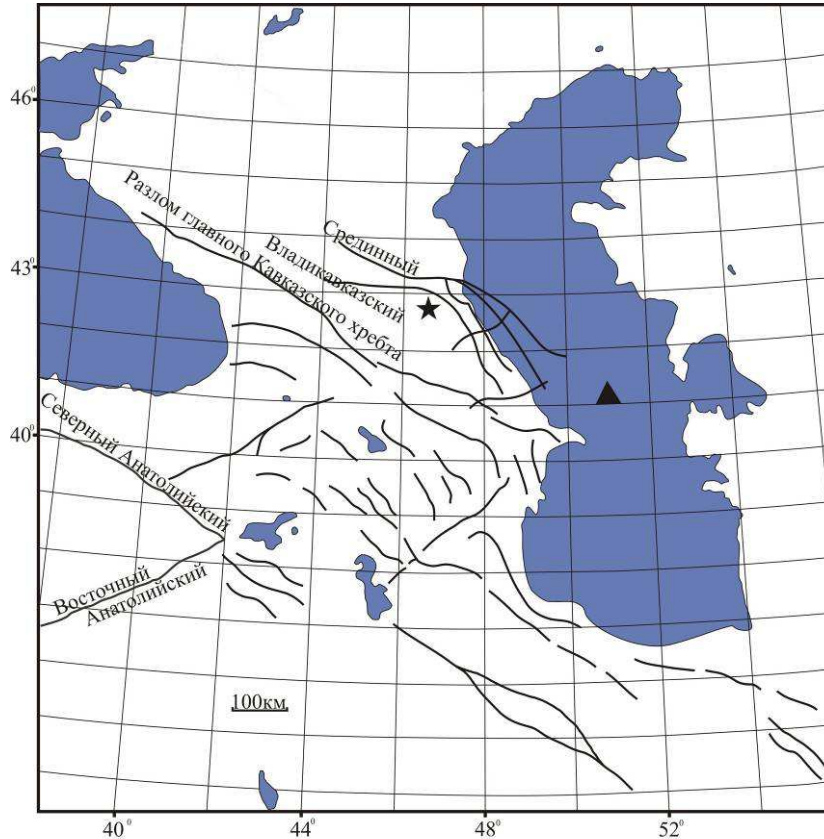 46°
43°
40°
Разлом главного Кавказского хребта
Владикавказский
Срединный
Северный Анатолийский
Восточный
Анатолийский
100км
40°
44°
48°
52°